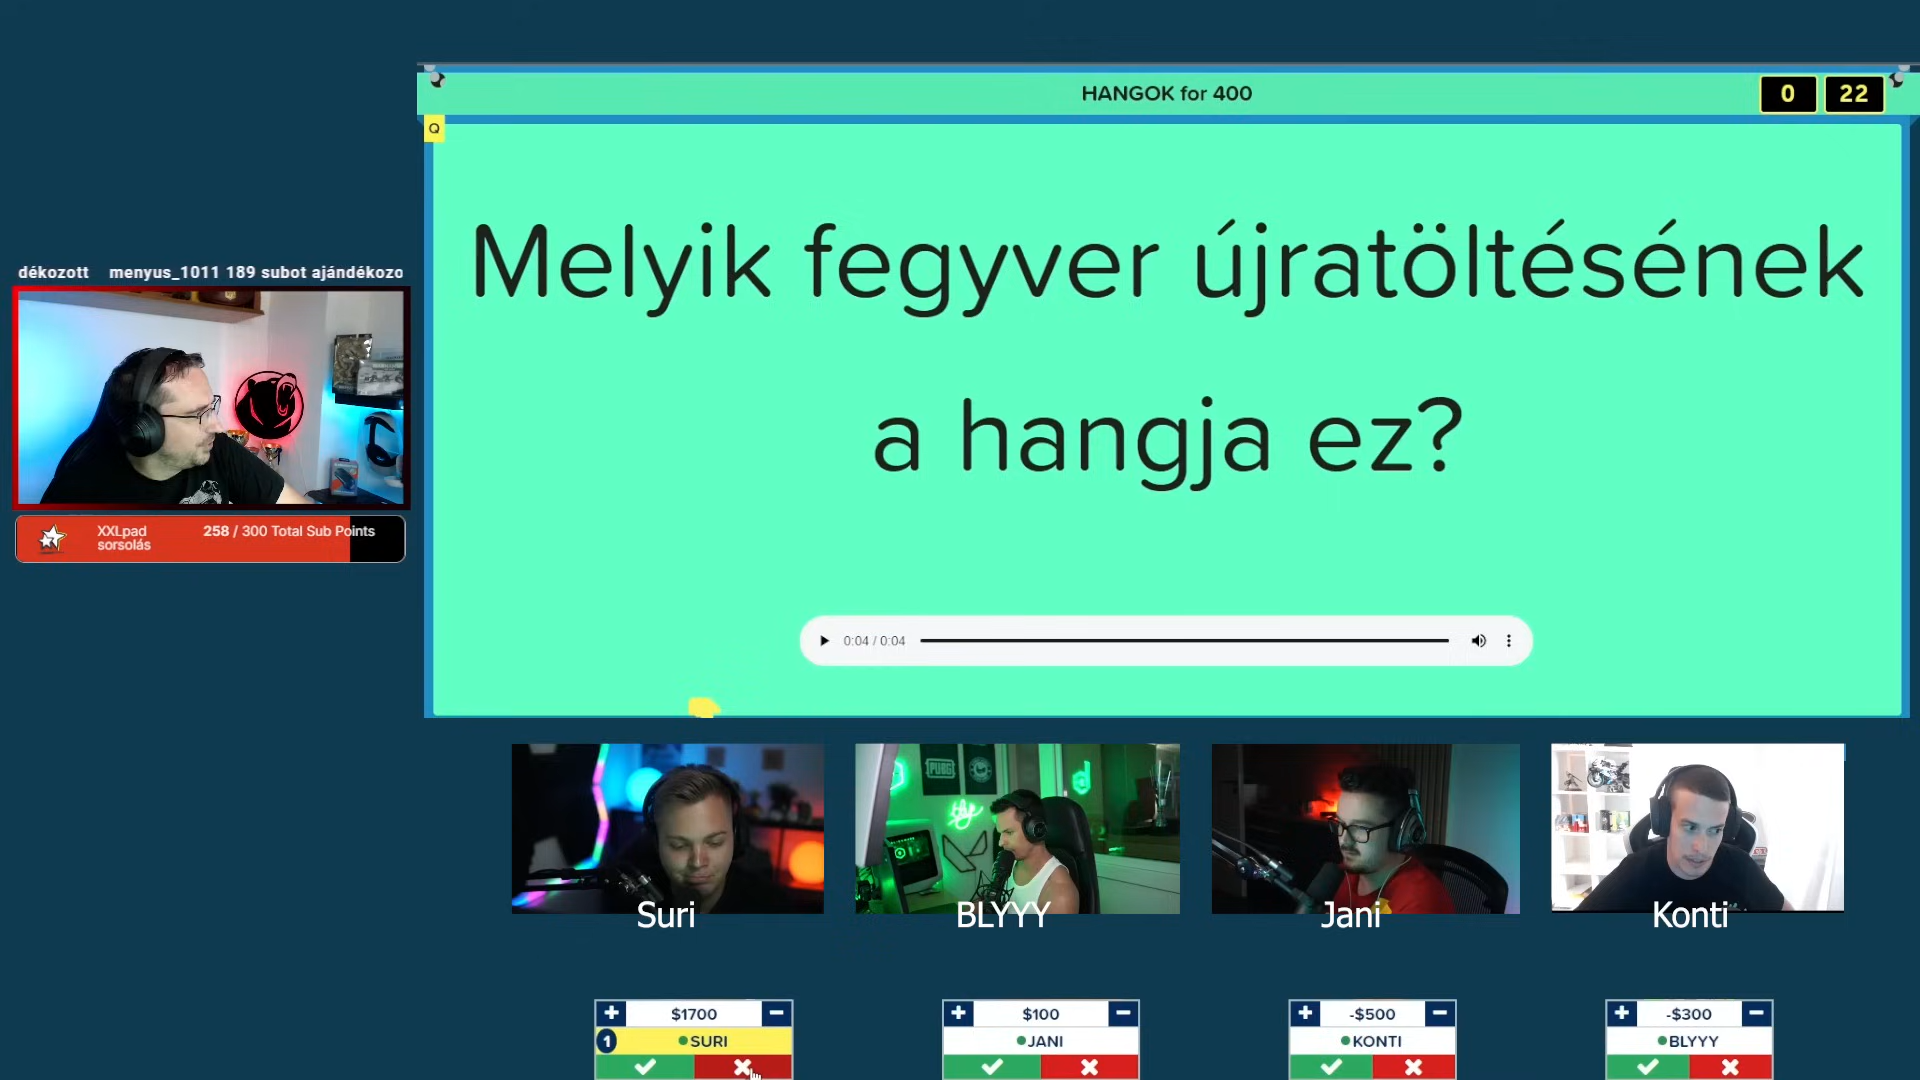 HANGOK for 400
0 22
Q
Melyik fegyver újratöltésének
a hangja ez?
0:04 / 0:04
dékozott menyus_1011 189 subot ajándékozo
XXLpad
sorsolás
258 / 300 Total Sub Points
PUBG
Suri
BLYYY
Jani
Konti
+ $1700 −
1 SURI
+ $100 −
JANI
+ -$500 −
KONTI
+ -$300 −
BLYYY